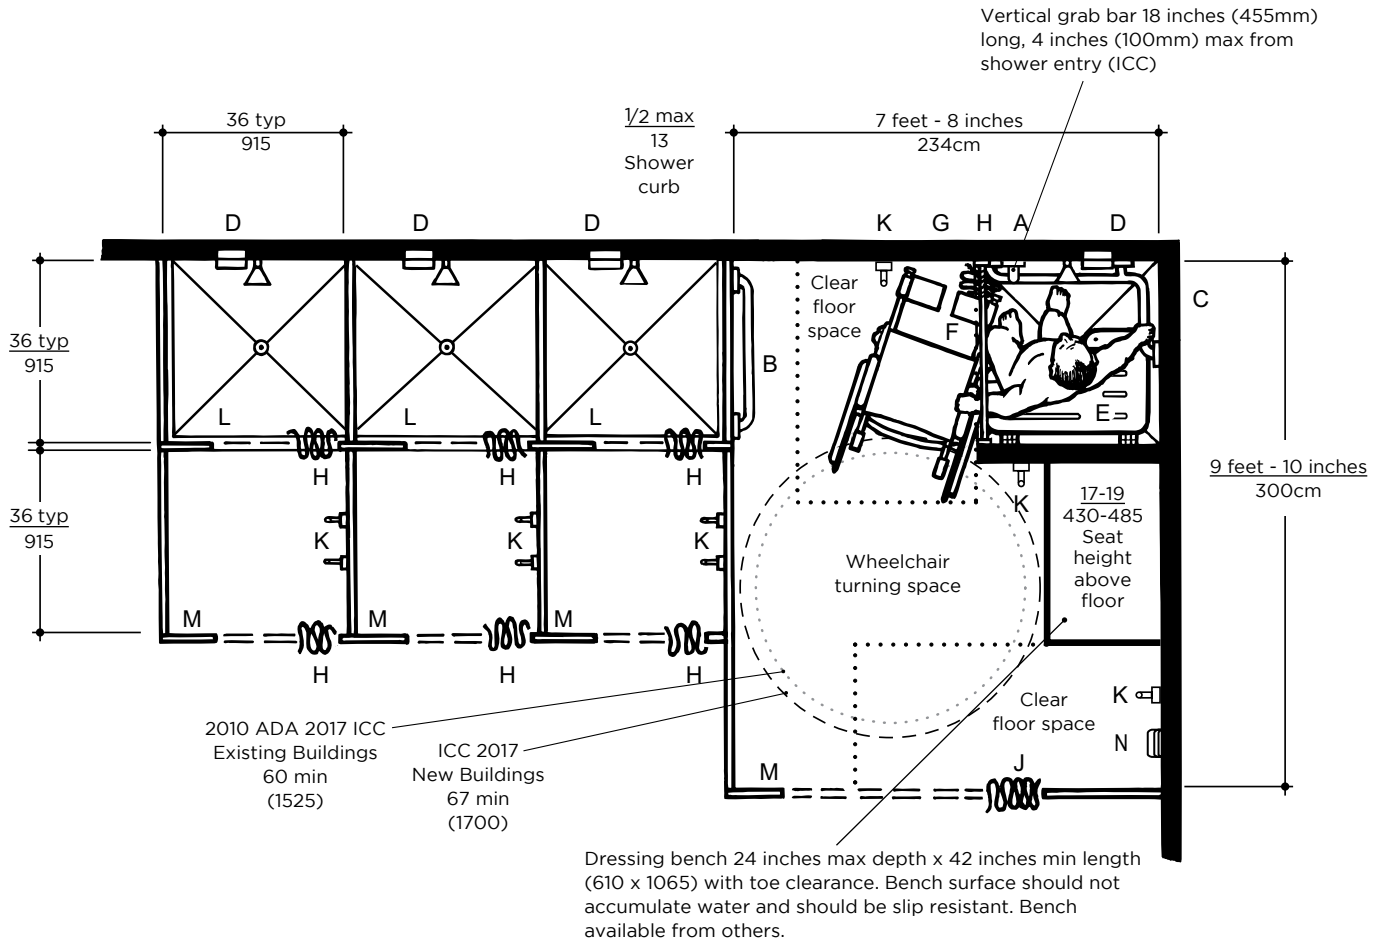 Vertical grab bar 18 inches (455mm)
long, 4 inches (100mm) max from
shower entry (ICC)
36 typ
915
1/2 max
13
Shower
curb
7 feet - 8 inches
234cm
D
D
D
K
G
H
A
D
36 typ
915
Clear
floor
space
F
B
C
E
L
L
L
H
H
H
9 feet - 10 inches
300cm
36 typ
915
K
K
K
K
17-19
430-485
Seat
height
above
floor
Wheelchair
turning space
M
M
M
H
H
H
K
Clear
floor space
N
2010 ADA 2017 ICC
Existing Buildings
60 min
(1525)
ICC 2017
New Buildings
67 min
(1700)
M
J
Dressing bench 24 inches max depth x 42 inches min length
(610 x 1065) with toe clearance. Bench surface should not
accumulate water and should be slip resistant. Bench
available from others.